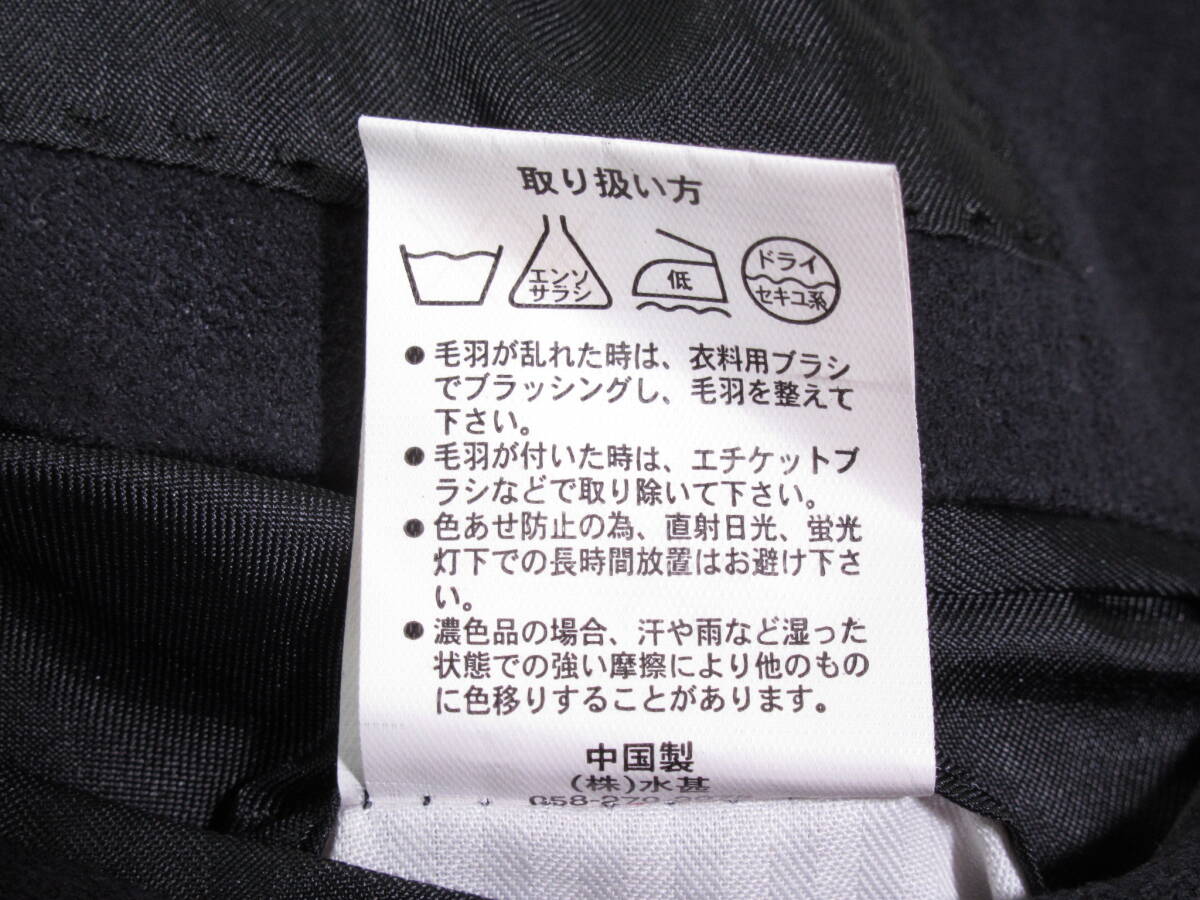 取り扱い方
エンソ
サラシ
低
ドライ
セキユ系
● 毛羽が乱れた時は、衣料用ブラシ
でブラッシングし、毛羽を整えて
下さい。
● 毛羽が付いた時は、エチケットブ
ラシなどで取り除いて下さい。
● 色あせ防止の為、直射日光、蛍光
灯下での長時間放置はお避け下さ
い。
● 濃色品の場合、汗や雨など湿った
状態での強い摩擦により他のもの
に色移りすることがあります。
中国製
(株)水甚